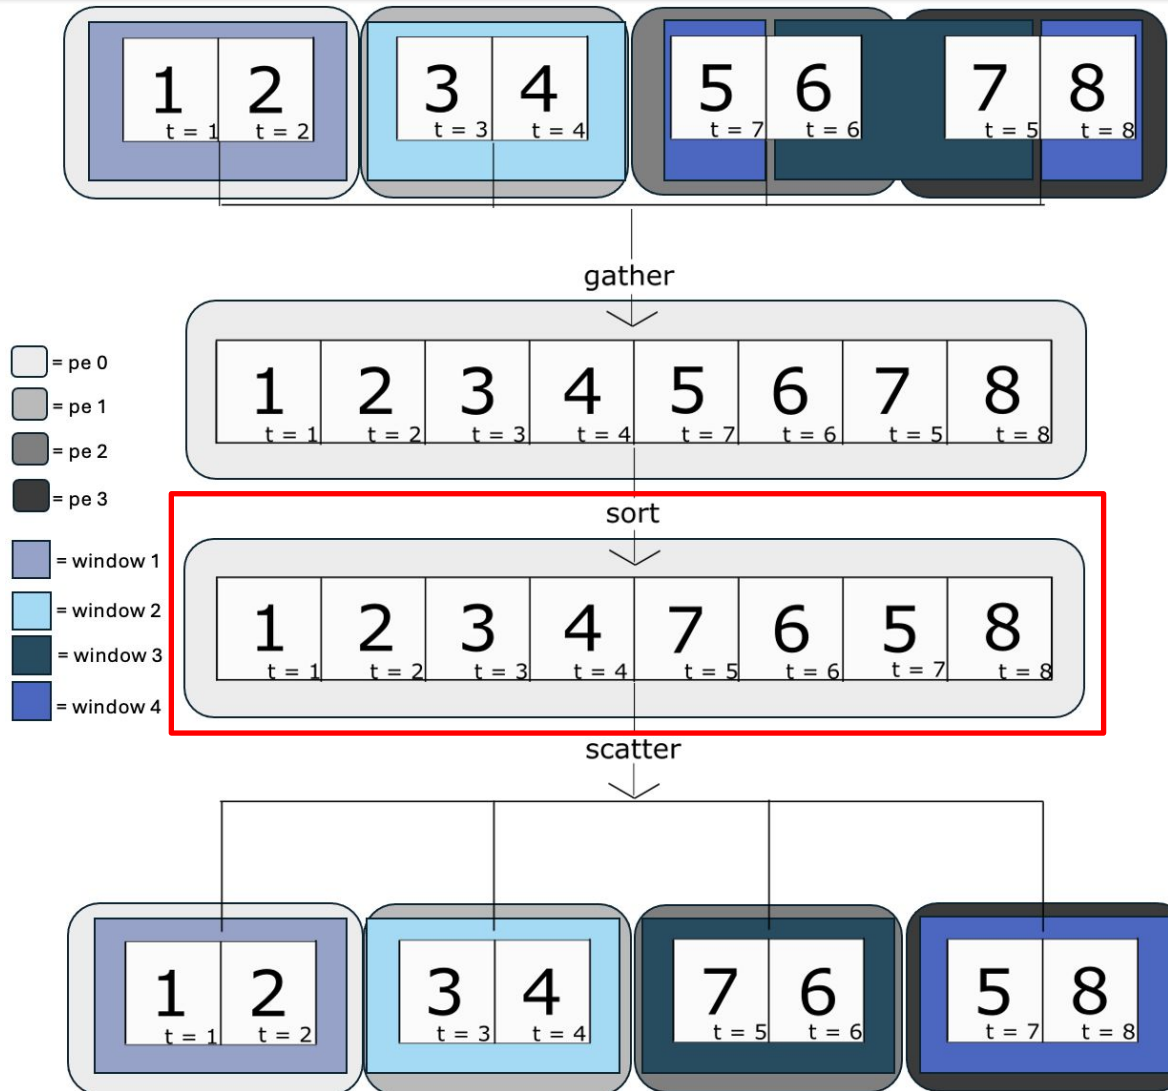 1 2 3 4 5 6 7 8
t = 1 t = 2 t = 3 t = 4 t = 7 t = 6 t = 5 t = 8
gather
1 2 3 4 5 6 7 8
t = 1 t = 2 t = 3 t = 4 t = 7 t = 6 t = 5 t = 8
= pe 0
= pe 1
= pe 2
= pe 3
sort
= window 1
= window 2
= window 3
= window 4
1 2 3 4 7 6 5 8
t = 1 t = 2 t = 3 t = 4 t = 5 t = 6 t = 7 t = 8
scatter
1 2 3 4 7 6 5 8
t = 1 t = 2 t = 3 t = 4 t = 5 t = 6 t = 7 t = 8